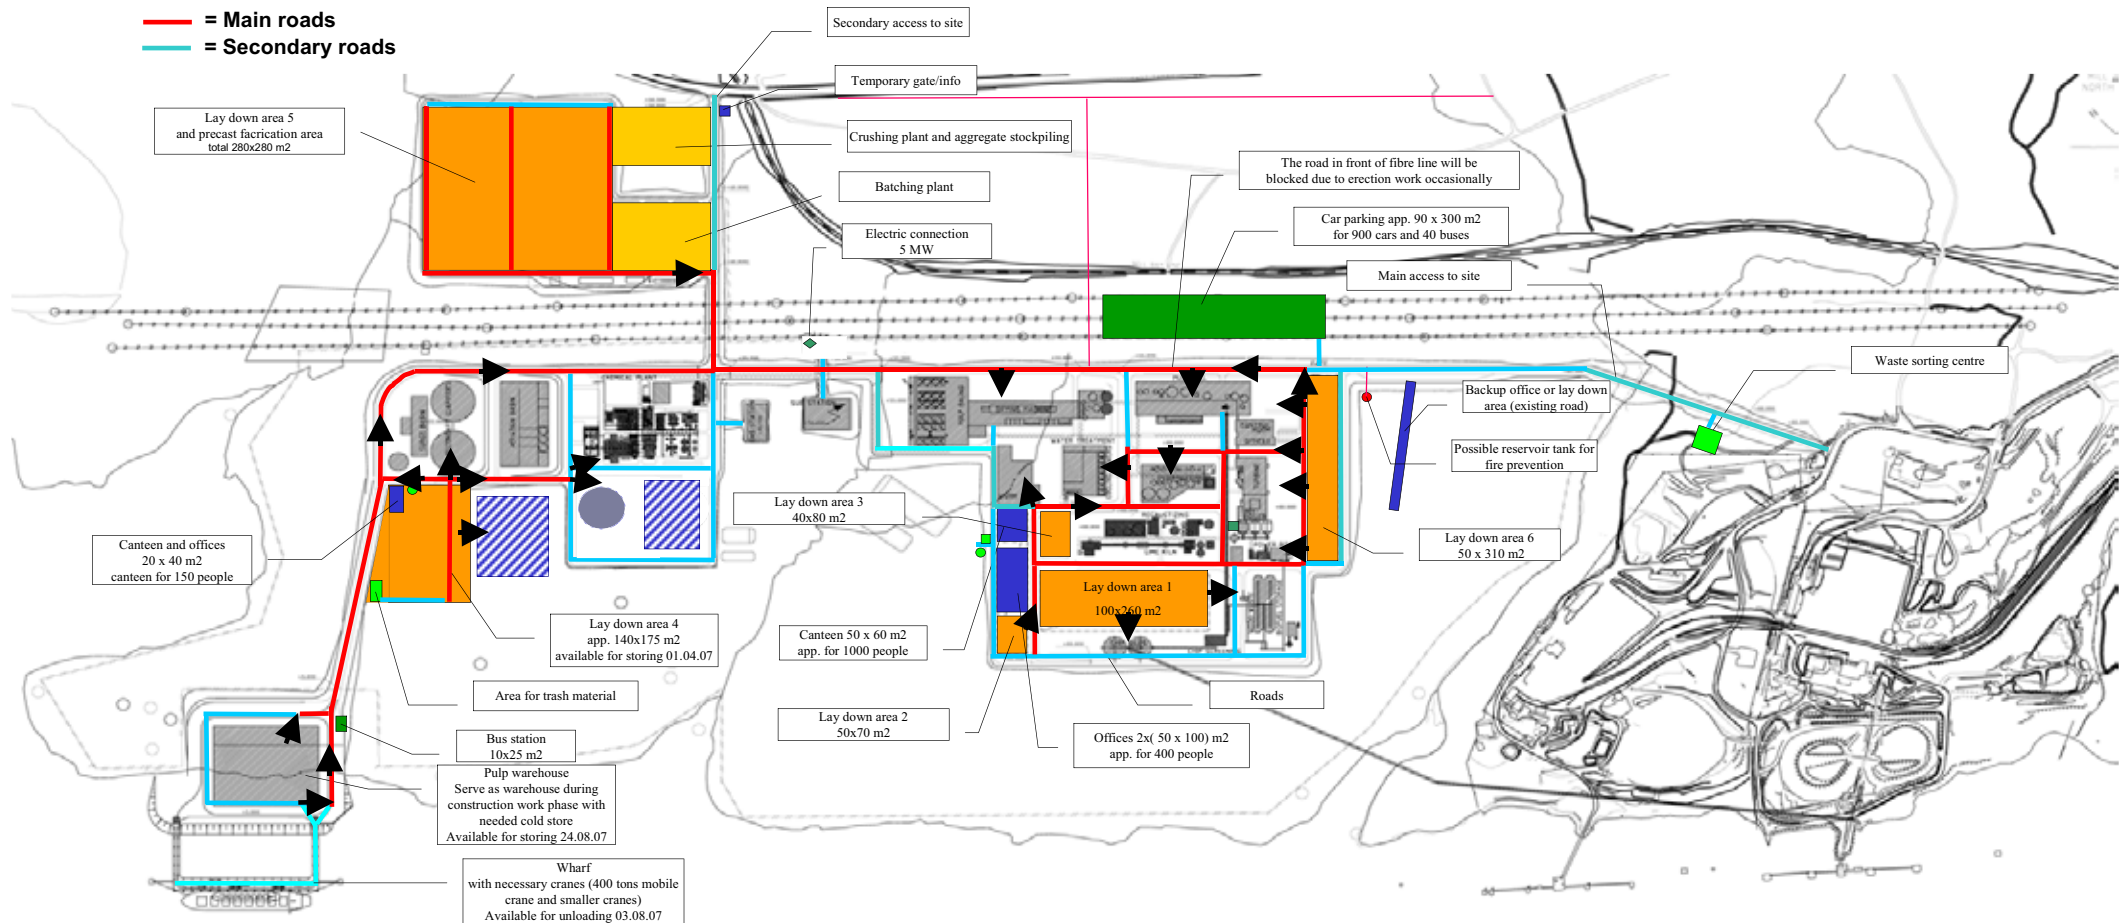 = Main roads
= Secondary roads
Secondary access to site
Temporary gate/info
Lay down area 5
and precast facrication area
total 280x280 m2
Crushing plant and aggregate stockpiling
The road in front of fibre line will be
blocked due to erection work occasionally
Batching plant
Car parking app. 90 x 300 m2
for 900 cars and 40 buses
Electric connection
5 MW
Main access to site
Waste sorting centre
Backup office or lay down
area (existing road)
Possible reservoir tank for
fire prevention
Lay down area 3
40x80 m2
Canteen and offices
20 x 40 m2
canteen for 150 people
Lay down area 6
50 x 310 m2
Lay down area 1
100x260 m2
Lay down area 4
app. 140x175 m2
available for storing 01.04.07
Canteen 50 x 60 m2
app. for 1000 people
Area for trash material
Roads
Lay down area 2
50x70 m2
Offices 2x( 50 x 100) m2
app. for 400 people
Bus station
10x25 m2
Pulp warehouse
Serve as warehouse during
construction work phase with
needed cold store
Available for storing 24.08.07
Wharf
with necessary cranes (400 tons mobile
crane and smaller cranes)
Available for unloading 03.08.07